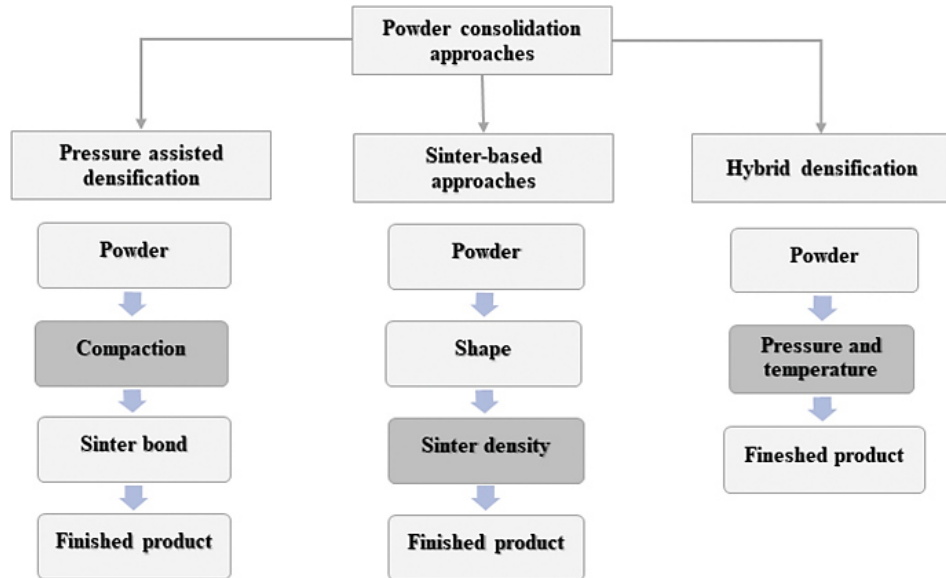 Powder consolidation
approaches
Pressure assisted
densification
Sinter-based
approaches
Hybrid densification
Powder
Compaction
Sinter bond
Finished product
Powder
Shape
Sinter density
Finished product
Powder
Pressure and
temperature
Fineshed product